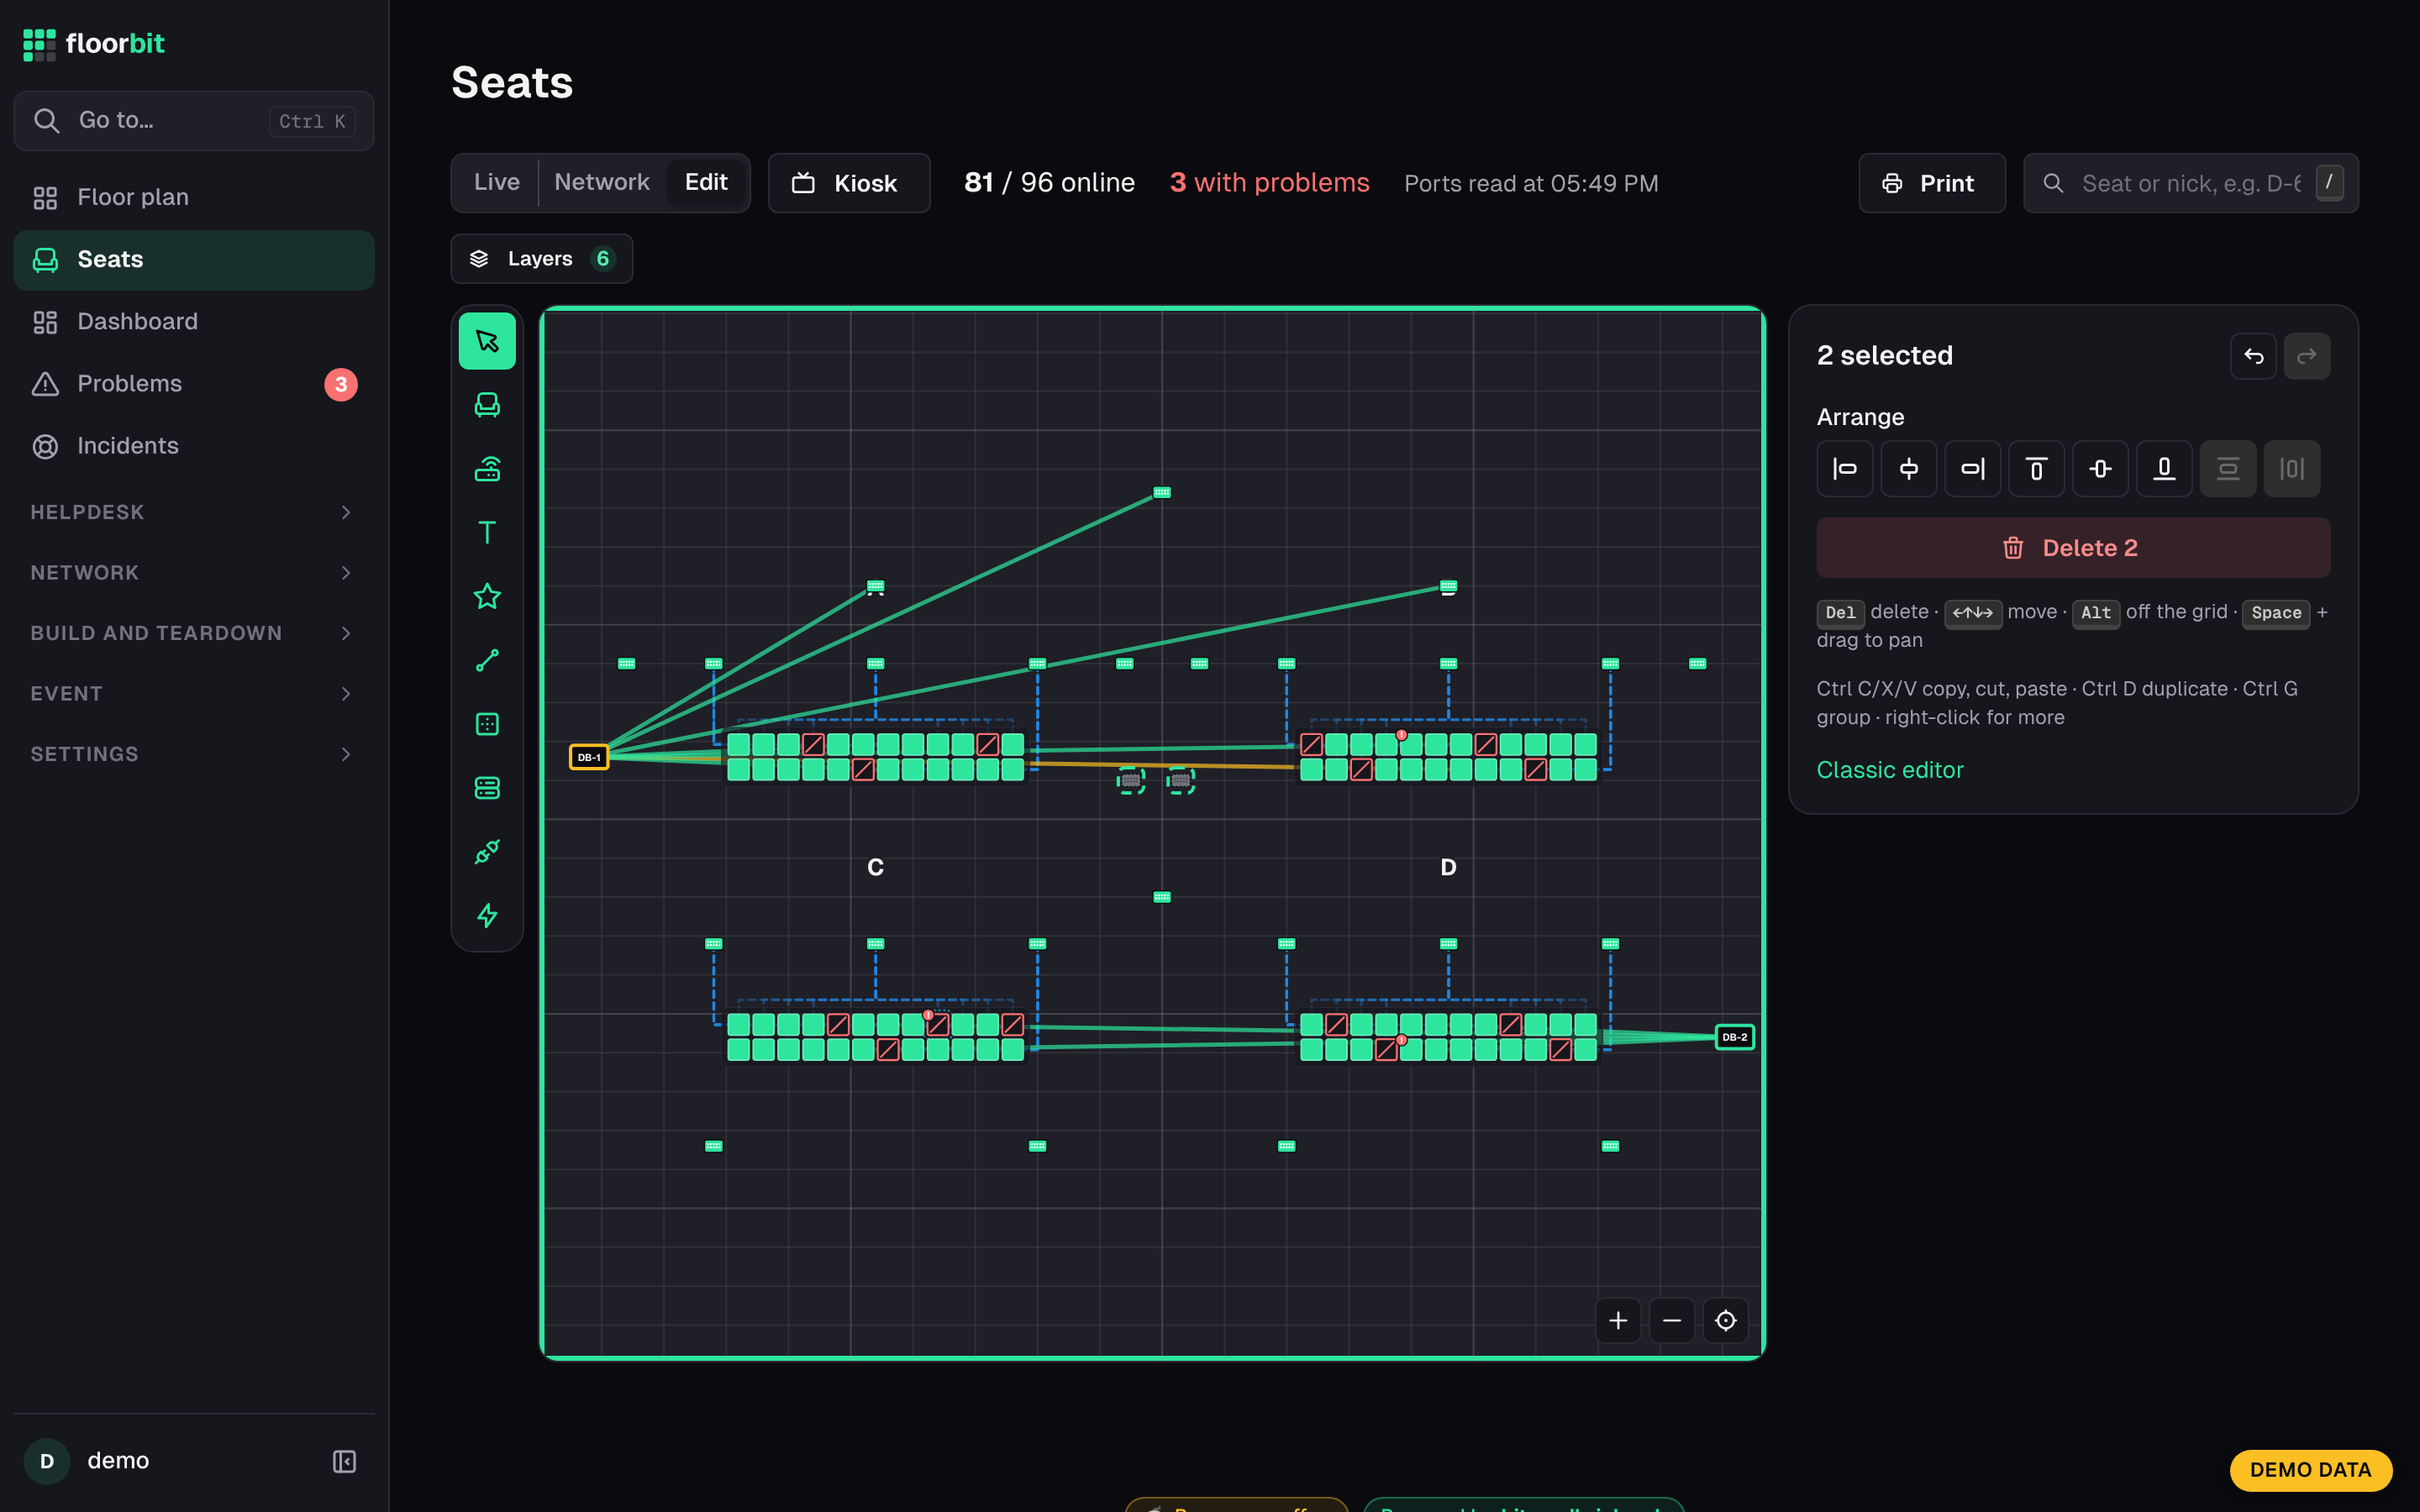 floorbit
Go to...
Ctrl K
Floor plan
Seats
Dashboard
Problems
3
Incidents
HELPDESK
NETWORK
BUILD AND TEARDOWN
EVENT
SETTINGS
D
demo
Seats
Live
Network
Edit
Kiosk
81 / 96 online
3 with problems
Ports read at 05:49 PM
Print
Seat or nick, e.g. D-6
/
Layers 6
DB-1
C
D
DB-2
2 selected
Arrange
Delete 2
Del delete · ←↑↓→ move · Alt off the grid · Space +
drag to pan
Ctrl C/X/V copy, cut, paste · Ctrl D duplicate · Ctrl G
group · right-click for more
Classic editor
DEMO DATA